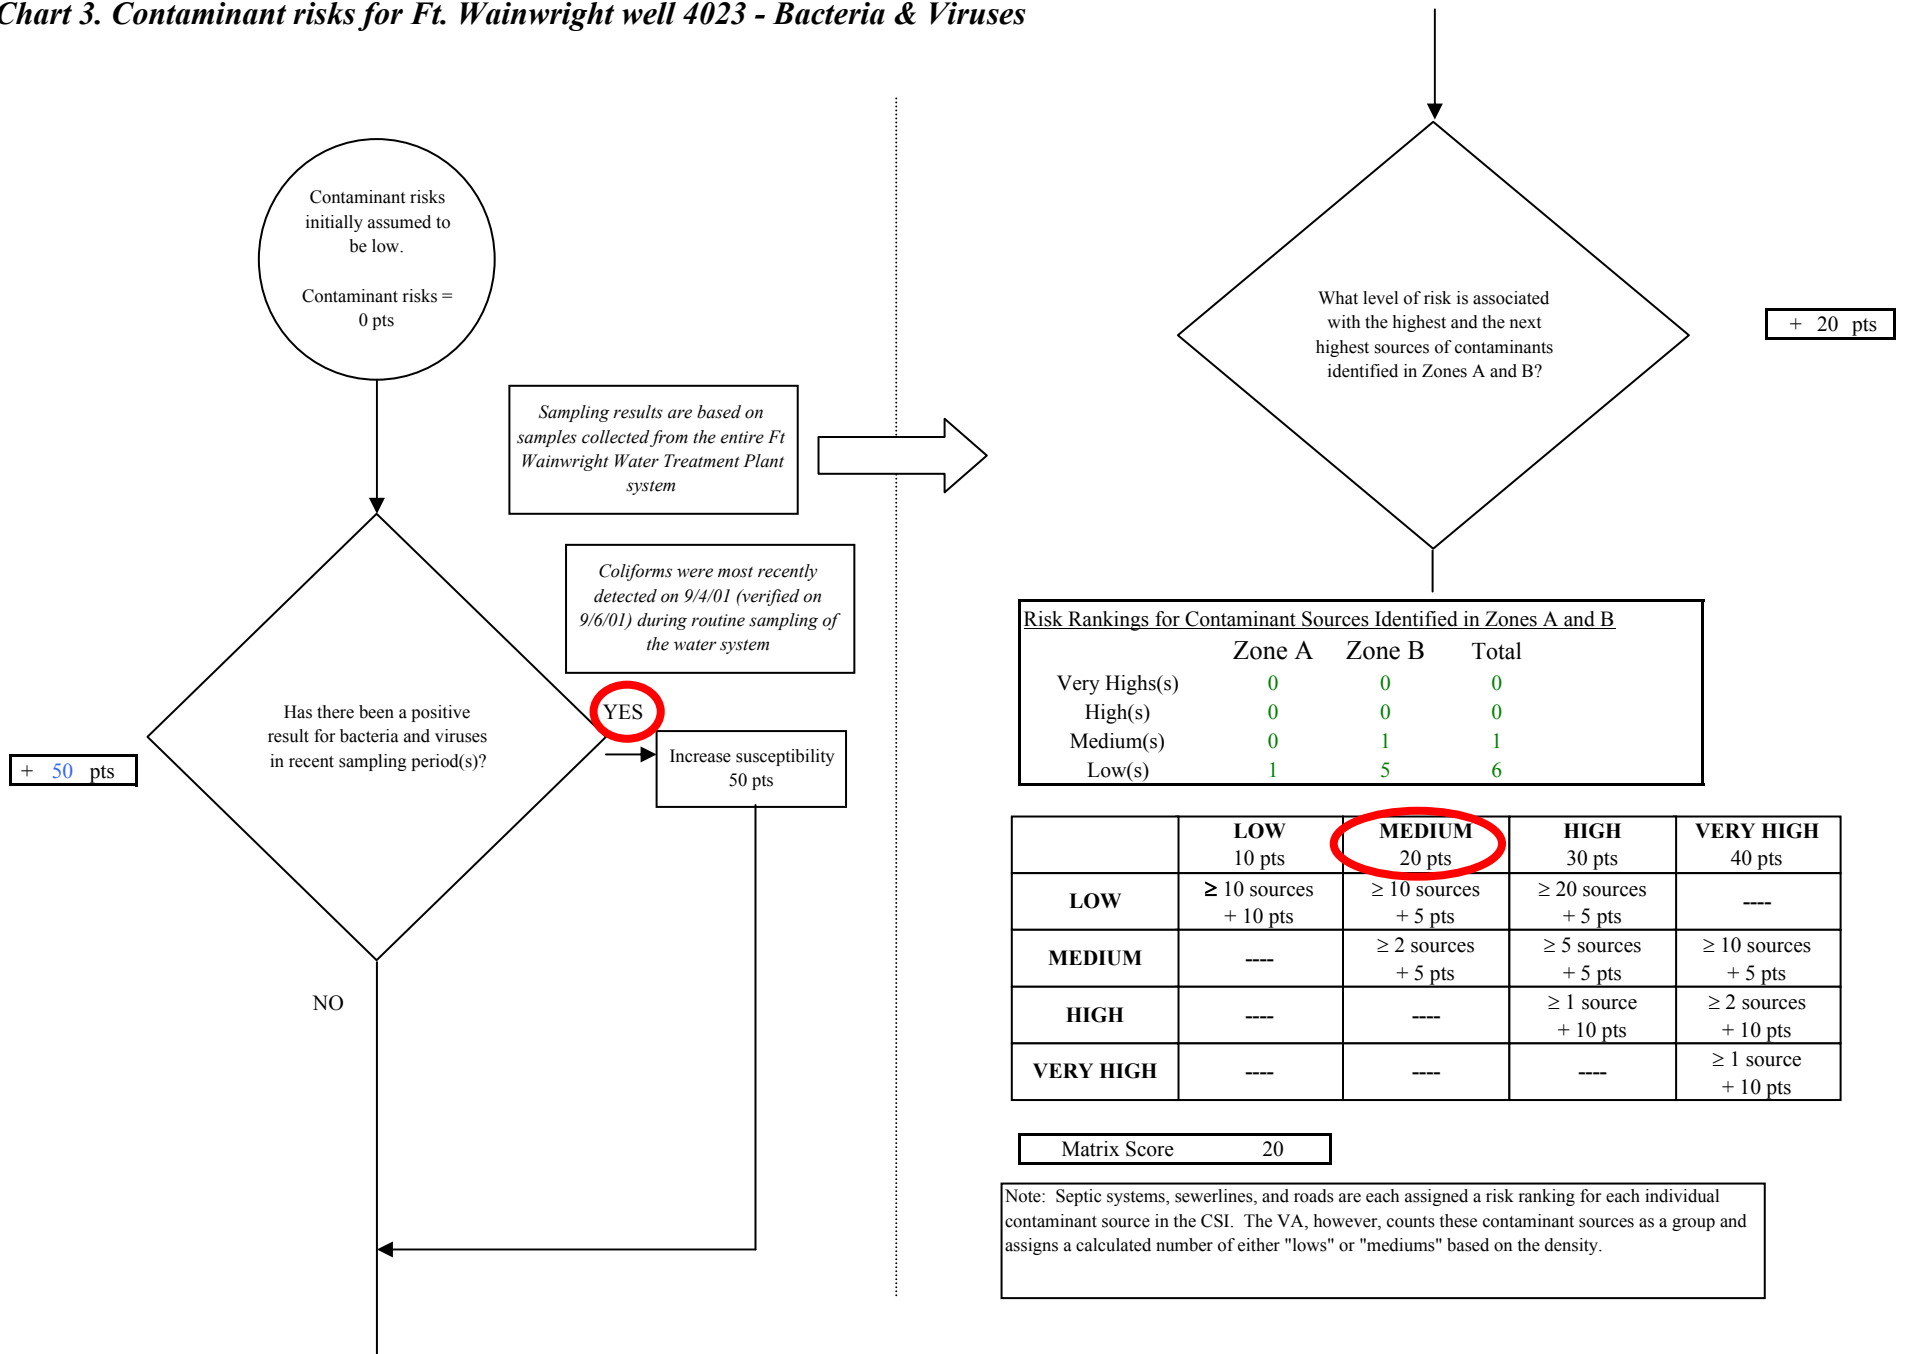 Chart 3. Contaminant risks for Ft. Wainwright well 4023 - Bacteria & Viruses
Contaminant risks
initially assumed to
be low.
Contaminant risks =
0 pts
Sampling results are based on
samples collected from the entire Ft
Wainwright Water Treatment Plant
system
Coliforms were most recently
detected on 9/4/01 (verified on
9/6/01) during routine sampling of
the water system
Has there been a positive
result for bacteria and viruses
in recent sampling period(s)?
YES
Increase susceptibility
50 pts
+ 50 pts
NO
What level of risk is associated
with the highest and the next
highest sources of contaminants
identified in Zones A and B?
+ 20 pts
Risk Rankings for Contaminant Sources Identified in Zones A and B
Zone A Zone B Total
Very Highs(s) 0 0 0
High(s) 0 0 0
Medium(s) 0 1 1
Low(s) 1 5 6
LOW MEDIUM HIGH VERY HIGH
10 pts 20 pts 30 pts 40 pts
LOW ≥ 10 sources ≥ 10 sources ≥ 20 sources ----
+ 10 pts + 5 pts + 5 pts
MEDIUM ---- ≥ 2 sources ≥ 5 sources ≥ 10 sources
+ 5 pts + 5 pts + 5 pts
HIGH ---- ---- ≥ 1 source ≥ 2 sources
+ 10 pts + 10 pts
VERY HIGH ---- ---- ---- ≥ 1 source
+ 10 pts
Matrix Score 20
Note: Septic systems, sewerlines, and roads are each assigned a risk ranking for each individual
contaminant source in the CSI. The VA, however, counts these contaminant sources as a group and
assigns a calculated number of either "lows" or "mediums" based on the density.